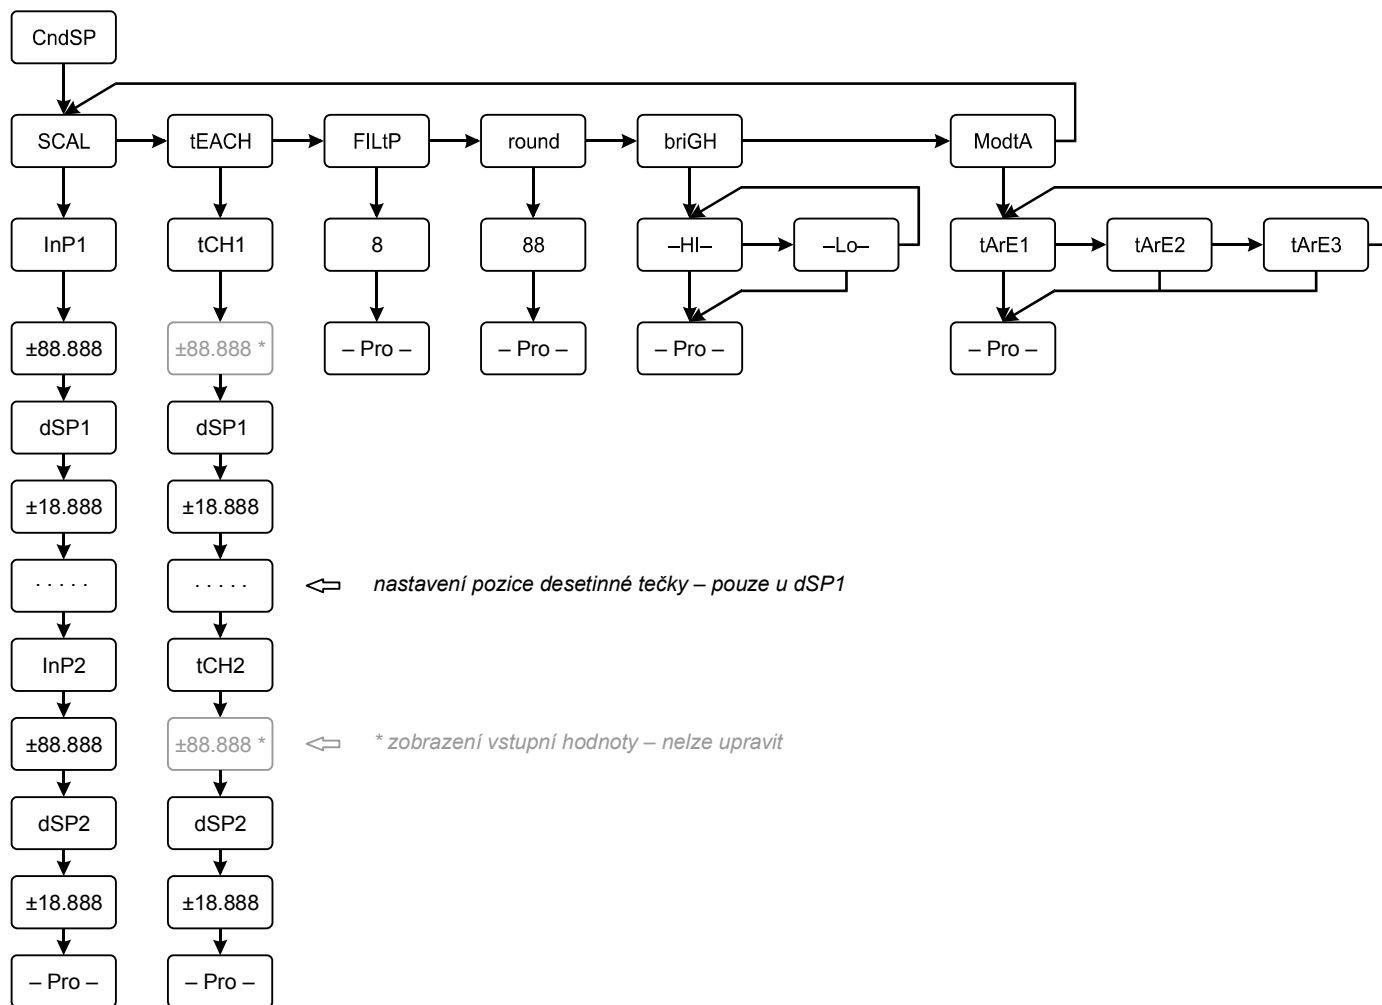 CndSP
SCAL
tEACH
FILtP
round
briGH
ModtA
InP1
tCH1
8
88
–HI–
–Lo–
tArE1
tArE2
tArE3
±88.888
±88.888 *
– Pro –
– Pro –
– Pro –
– Pro –
dSP1
dSP1
±18.888
±18.888
. . . . .
. . . . .
nastavení pozice desetinné tečky – pouze u dSP1
InP2
tCH2
±88.888
±88.888 *
* zobrazení vstupní hodnoty – nelze upravit
dSP2
dSP2
±18.888
±18.888
– Pro –
– Pro –